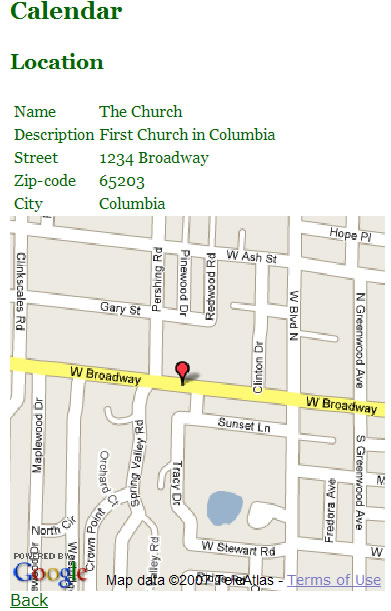 Calendar
Location
Name The Church
Description First Church in Columbia
Street 1234 Broadway
Zip-code 65203
City Columbia
Hope Pl
W Ash St
Clinkscales Rd
Pershing Rd
Pinewood Dr
Redwood Rd
Gary St
W Blvd N
N Greenwood Ave
Clinton Dr
W Broadway
W Broadway
Maplewood Dr
Sunset Ln
Spring Valley Rd
Orchard Ct
Tracy Dr
S Greenwood Ave
Fredora Ave
Crown Point
North Cir
W Stewart Rd
Valley Rd
POWERED BY
Google
Map data ©2007 TeleAtlas - Terms of Use
Back